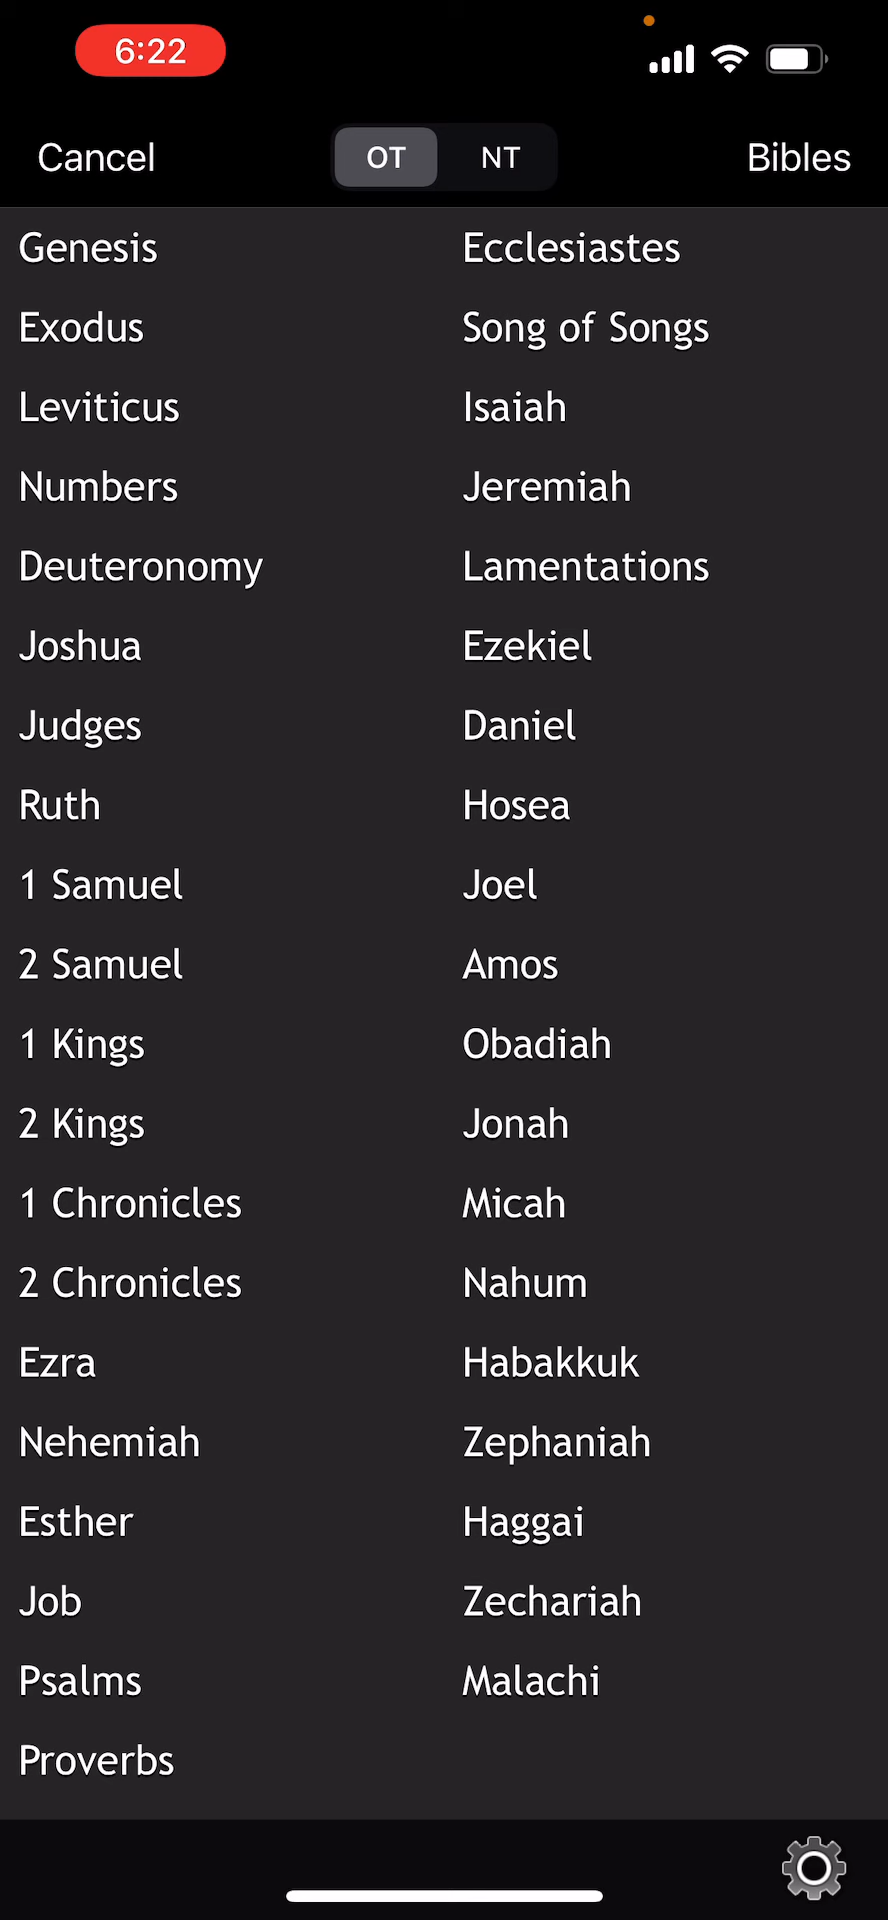 6:22
Cancel
OT
NT
Bibles
Genesis
Exodus
Leviticus
Numbers
Deuteronomy
Joshua
Judges
Ruth
1 Samuel
2 Samuel
1 Kings
2 Kings
1 Chronicles
2 Chronicles
Ezra
Nehemiah
Esther
Job
Psalms
Proverbs
Ecclesiastes
Song of Songs
Isaiah
Jeremiah
Lamentations
Ezekiel
Daniel
Hosea
Joel
Amos
Obadiah
Jonah
Micah
Nahum
Habakkuk
Zephaniah
Haggai
Zechariah
Malachi